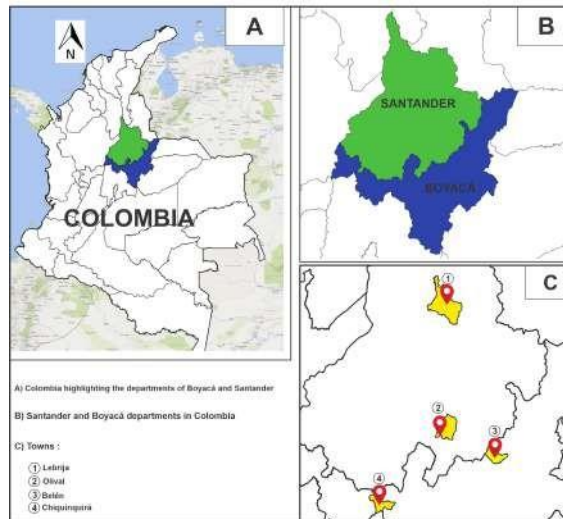 A
N
COLOMBIA
B
SANTANDER
BOYACÁ
C
1
2
3
4
A) Colombia highlighting the departments of Boyacá and Santander
B) Santander and Boyacá departments in Colombia
C) Towns :
1 Lebrija
2 Olival
3 Belén
4 Chiquinquirá